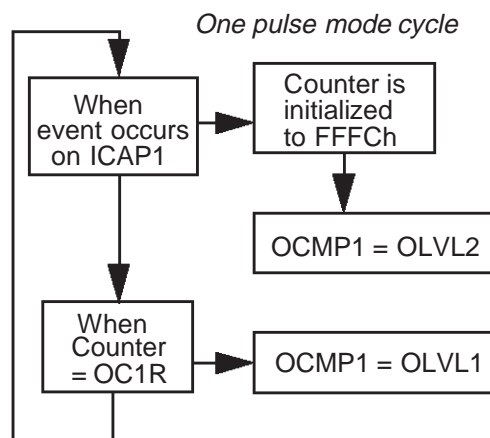 One pulse mode cycle
When
event occurs
on ICAP1
Counter is
initialized
to FFFCh
OCMP1 = OLVL2
When
Counter
= OC1R
OCMP1 = OLVL1